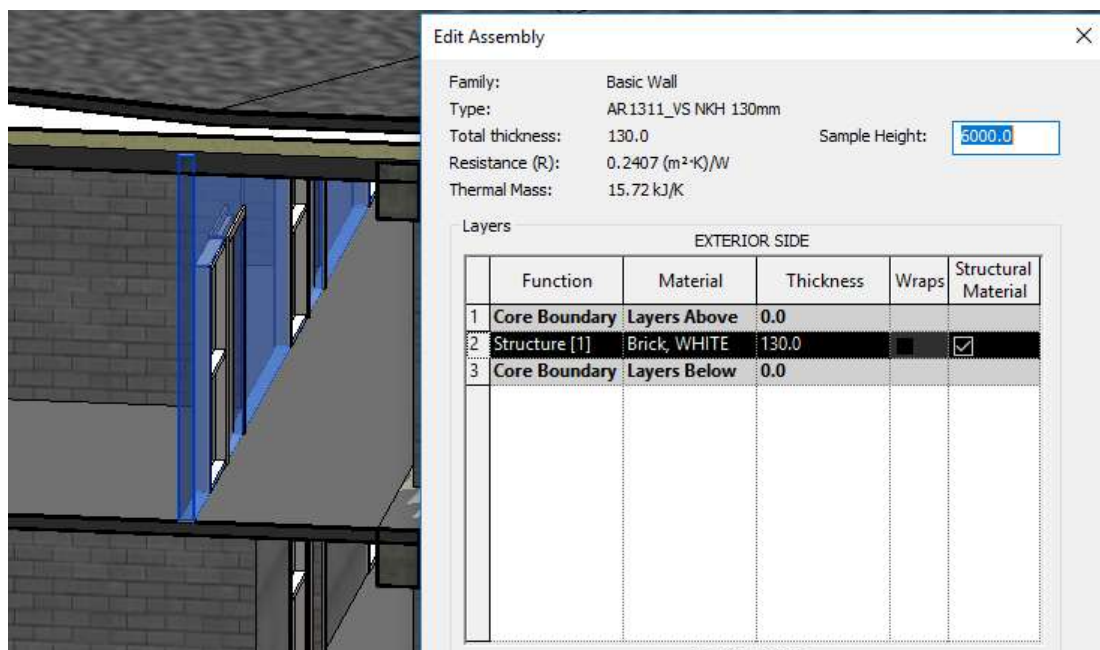 Edit Assembly
Family: Basic Wall
Type: AR1311_VS NKH 130mm
Total thickness: 130.0 Sample Height: 6000.0
Resistance (R): 0.2407 (m²·K)/W
Thermal Mass: 15.72 kJ/K
Layers
EXTERIOR SIDE
Function Material Thickness Wraps Structural Material
1 Core Boundary Layers Above 0.0
2 Structure [1] Brick, WHITE 130.0
3 Core Boundary Layers Below 0.0